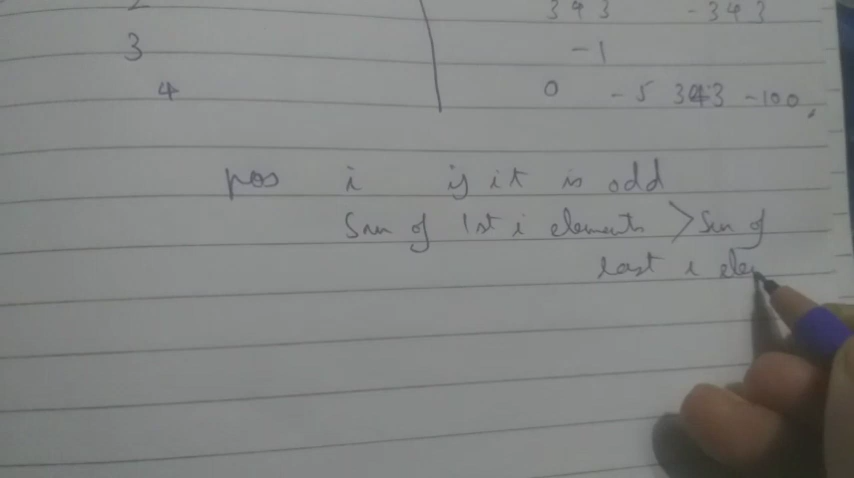 343 -343
3 -1
4 0 -5 343 -100,
pos i if it is odd
Sum of 1st i elements > Sum of
last i ele